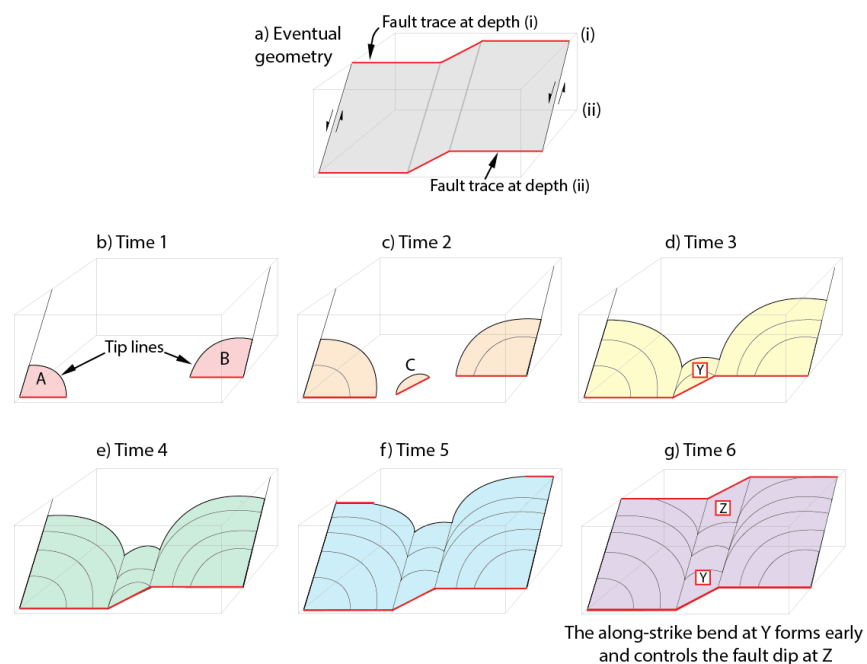 a) Eventual
geometry
Fault trace at depth (i)
(i)
(ii)
Fault trace at depth (ii)
b) Time 1
Tip lines
A
B
c) Time 2
C
d) Time 3
Y
e) Time 4
f) Time 5
g) Time 6
Z
Y
The along-strike bend at Y forms early
and controls the fault dip at Z